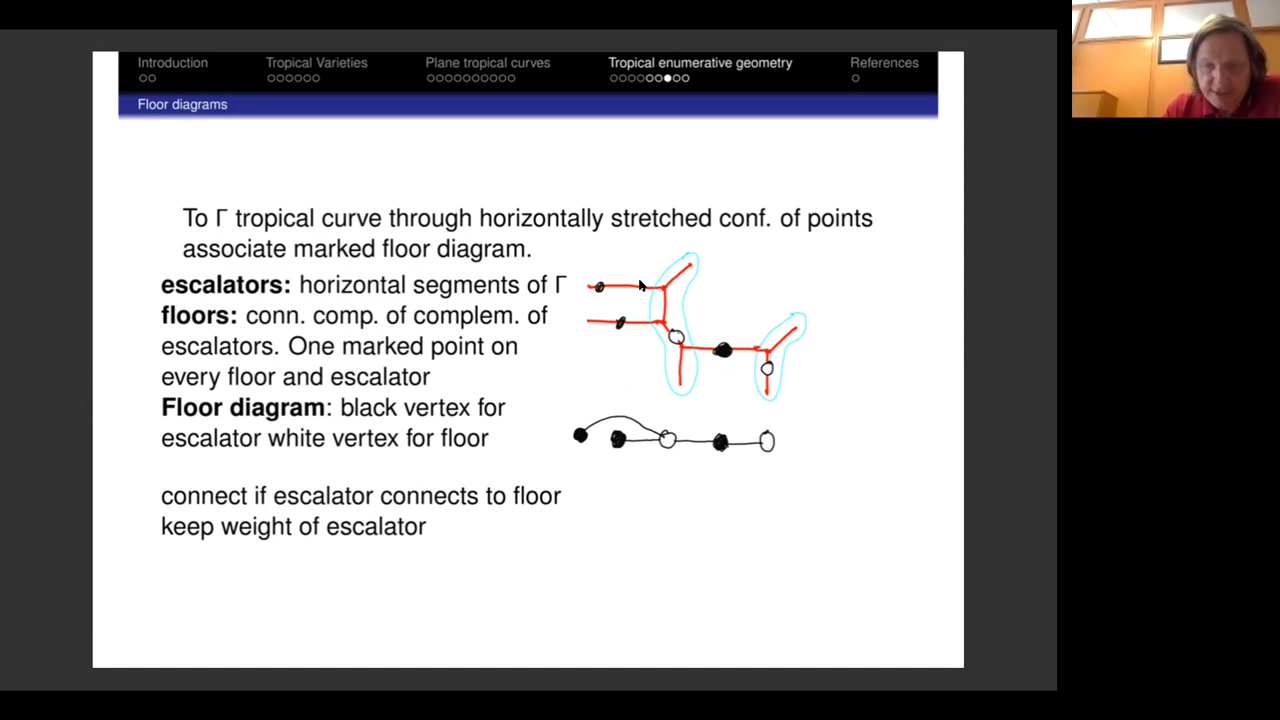 Introduction
Tropical Varieties
Plane tropical curves
Tropical enumerative geometry
References
Floor diagrams
To Γ tropical curve through horizontally stretched conf. of points
associate marked floor diagram.
escalators: horizontal segments of Γ
floors: conn. comp. of complem. of
escalators. One marked point on
every floor and escalator
Floor diagram: black vertex for
escalator white vertex for floor
connect if escalator connects to floor
keep weight of escalator